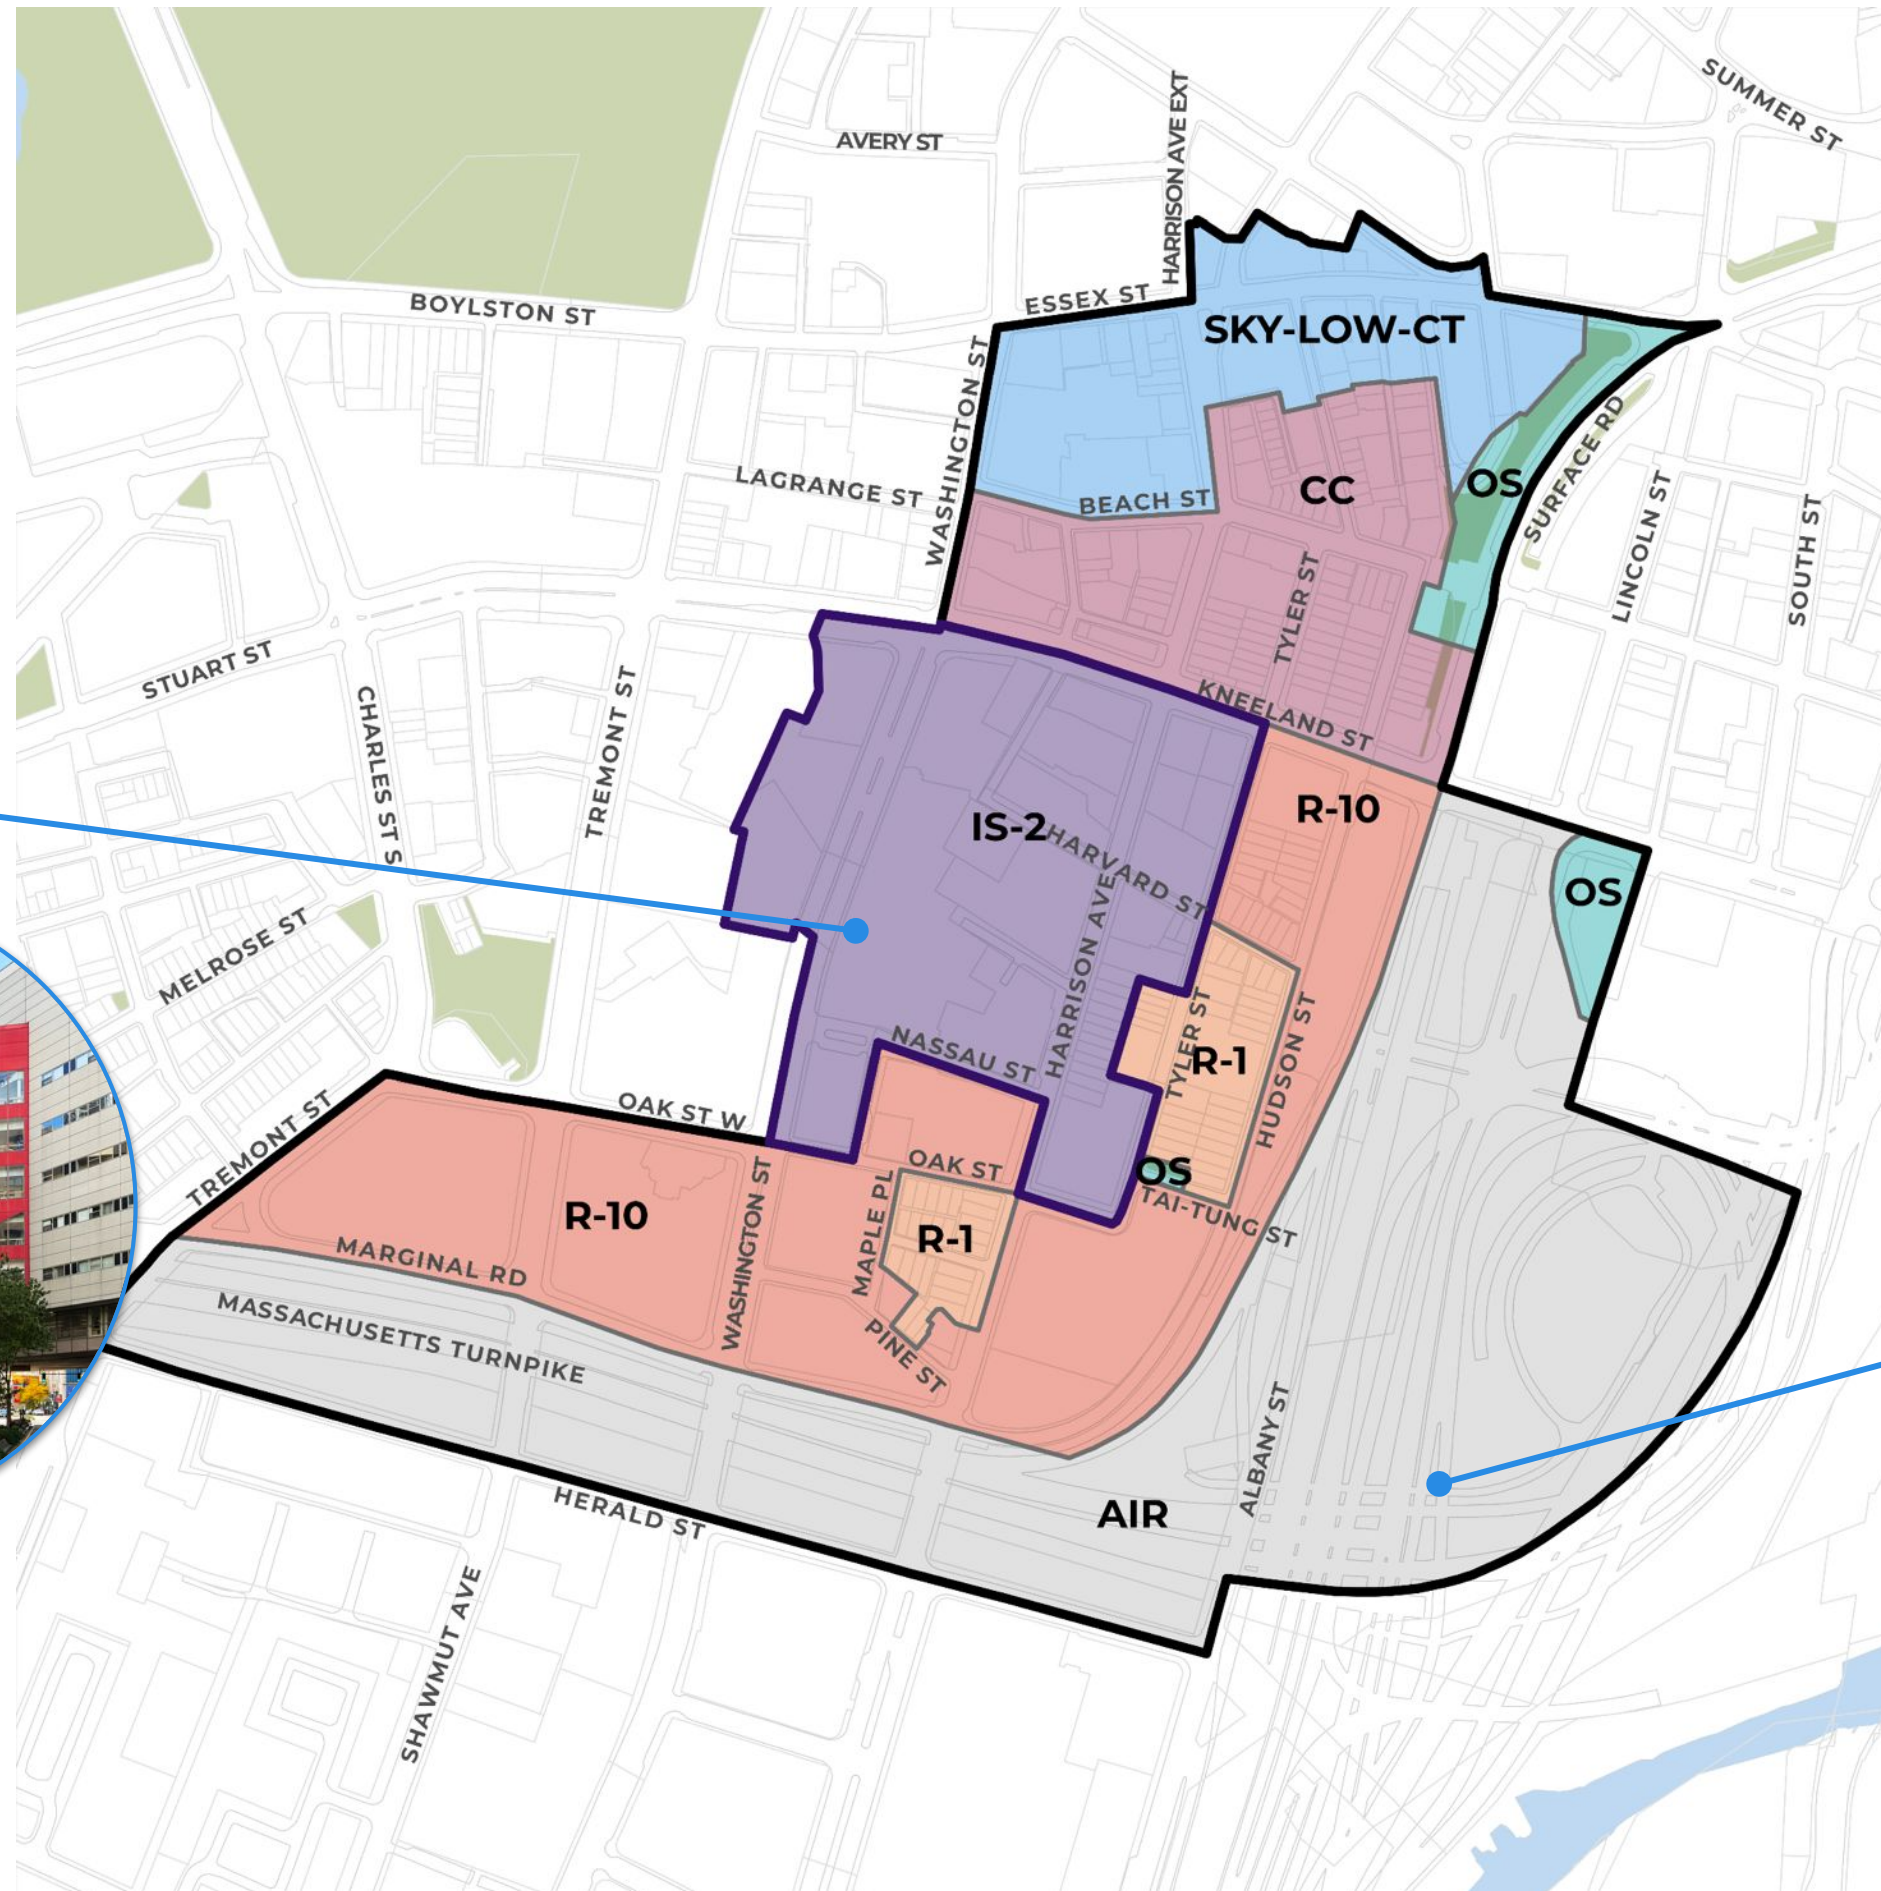 SUMMER ST
HARRISON AVE EXT
AVERY ST
BOYLSTON ST
ESSEX ST
SKY-LOW-CT
WASHINGTON ST
SURFACE RD
LAGRANGE ST
BEACH ST
CC
OS
LINCOLN ST
SOUTH ST
TYLER ST
STUART ST
CHARLES ST S
TREMONT ST
KNEELAND ST
IS-2
R-10
HARVARD ST
HARRISON AVE
OS
MELROSE ST
NASSAU ST
TYLER ST
R-1
HUDSON ST
TREMONT ST
OAK ST W
OAK ST
OS
TAI-TUNG ST
R-10
WASHINGTON ST
MAPLE PL
R-1
MARGINAL RD
MASSACHUSETTS TURNPIKE
PINE ST
ALBANY ST
HERALD ST
AIR
SHAWMUT AVE